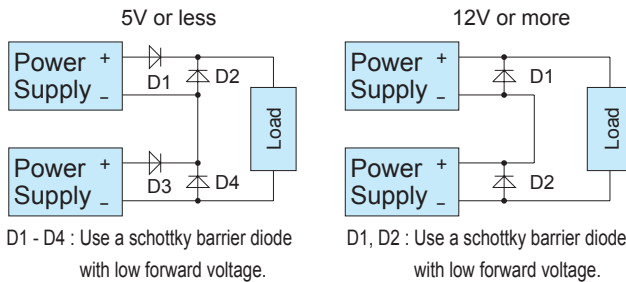 5V or less
Power +
Supply –
D1
D2
Load
Power +
Supply –
D3
D4
D1 - D4 : Use a schottky barrier diode
with low forward voltage.
12V or more
Power +
Supply –
D1
Load
Power +
Supply –
D2
D1, D2 : Use a schottky barrier diode
with low forward voltage.